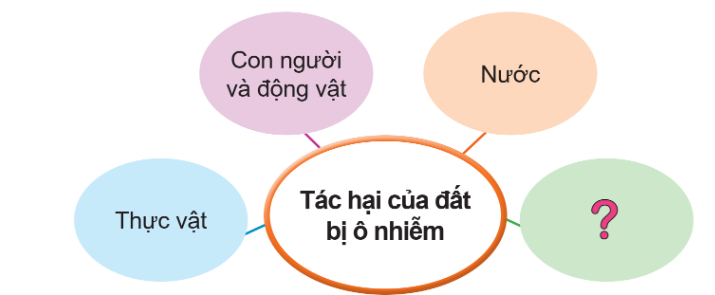 Con người
và động vật
Nước
Thực vật
Tác hại của đất
bị ô nhiễm
?